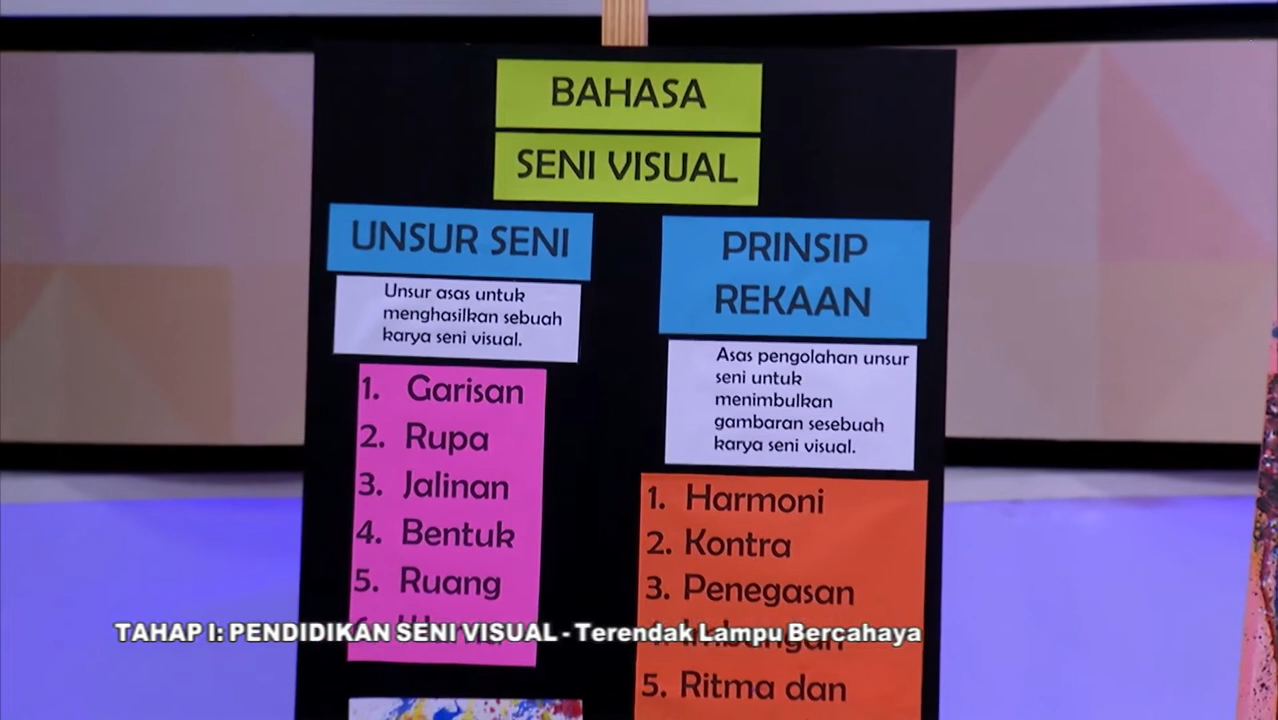 BAHASA
SENI VISUAL
UNSUR SENI
Unsur asas untuk
menghasilkan sebuah
karya seni visual.
1. Garisan
2. Rupa
3. Jalinan
4. Bentuk
5. Ruang
PRINSIP
REKAAN
Asas pengolahan unsur
seni untuk
menimbulkan
gambaran sesebuah
karya seni visual.
1. Harmoni
2. Kontra
3. Penegasan
4. Imbangan
5. Ritma dan
TAHAP I: PENDIDIKAN SENI VISUAL - Terendak Lampu Bercahaya